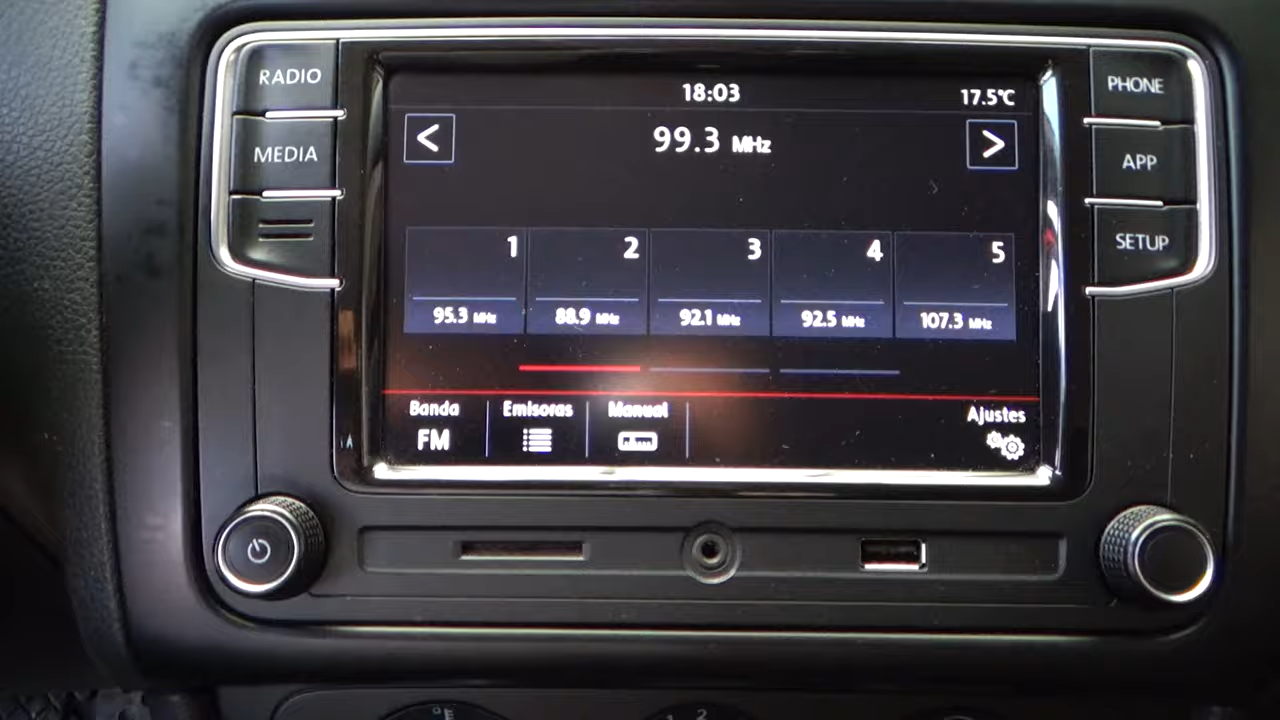 RADIO
MEDIA
PHONE
APP
SETUP
18:03
17.5°C
< 99.3 MHz >
1 2 3 4 5
95.3 MHz 88.9 MHz 92.1 MHz 92.5 MHz 107.3 MHz
Banda Emisoras Manual Ajustes
FM
2